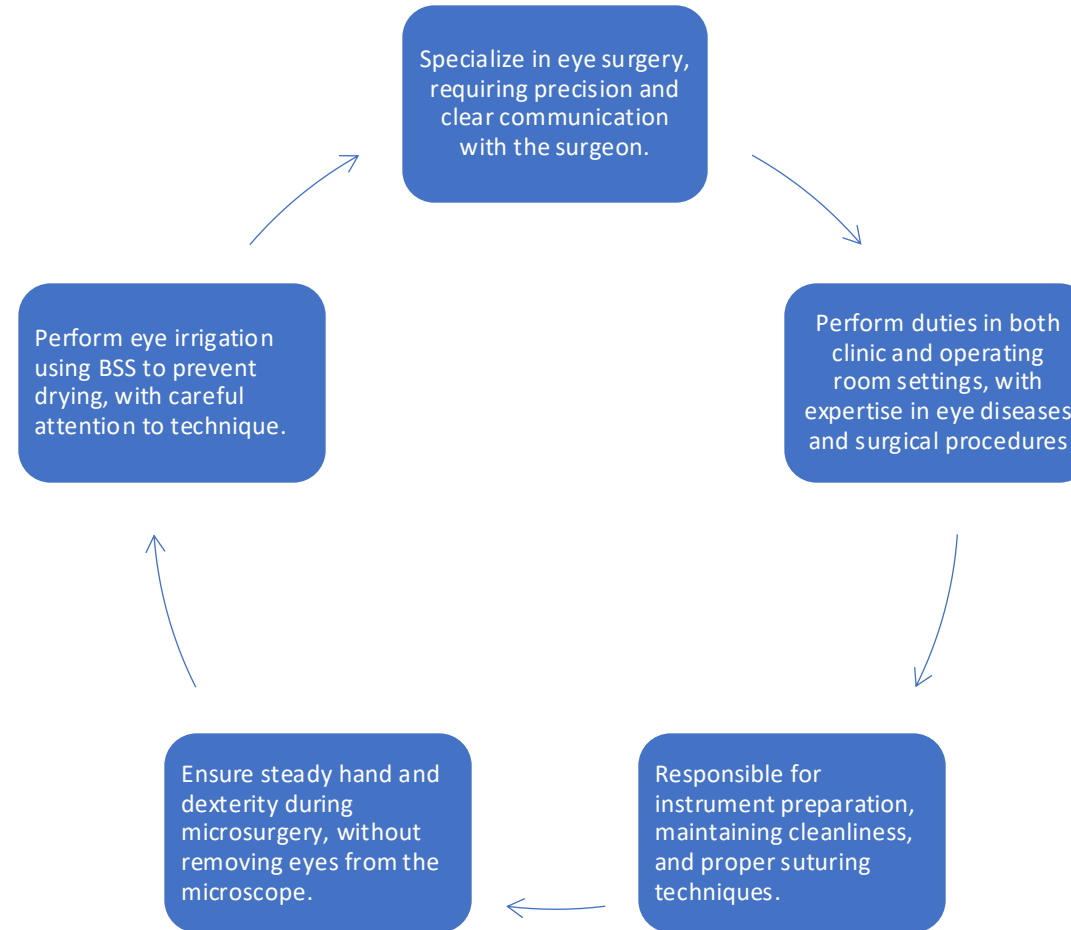 Specialize in eye surgery,
requiring precision and
clear communication
with the surgeon.
Perform duties in both
clinic and operating
room settings, with
expertise in eye diseases
and surgical procedures
Responsible for
instrument preparation,
maintaining cleanliness,
and proper suturing
techniques.
Ensure steady hand and
dexterity during
microsurgery, without
removing eyes from the
microscope.
Perform eye irrigation
using BSS to prevent
drying, with careful
attention to technique.